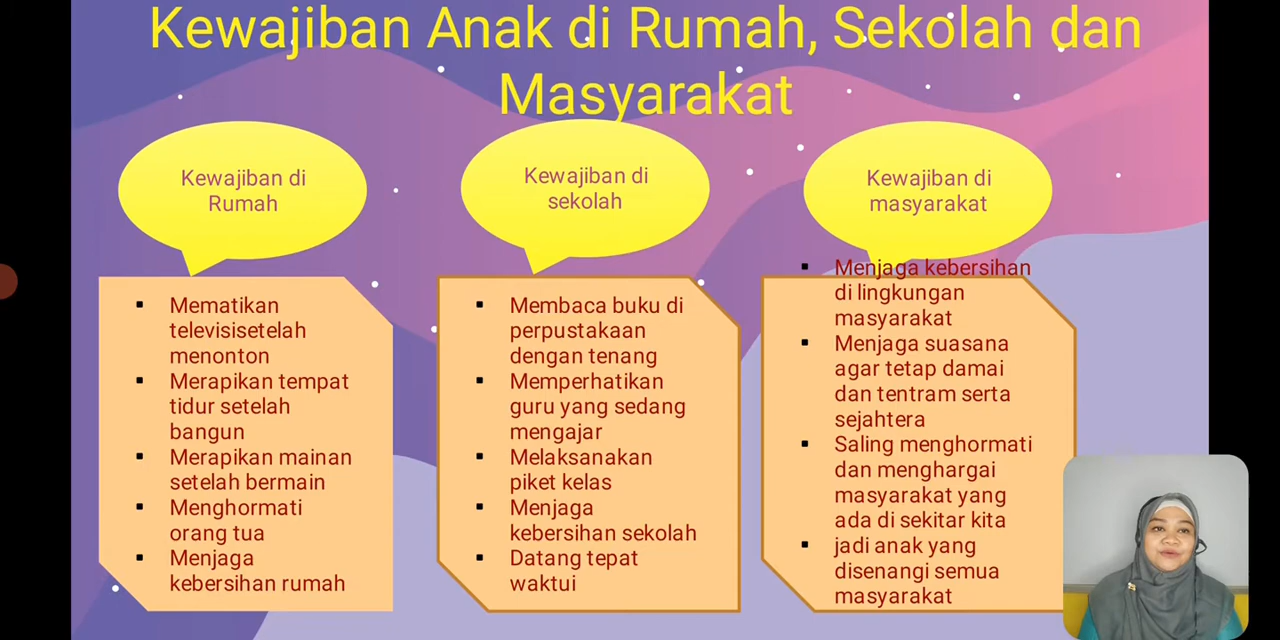 Kewajiban Anak di Rumah, Sekolah dan
Masyarakat
Kewajiban di
Rumah
Mematikan
televisisetelah
menonton
Merapikan tempat
tidur setelah
bangun
Merapikan mainan
setelah bermain
Menghormati
orang tua
Menjaga
kebersihan rumah
Kewajiban di
sekolah
Membaca buku di
perpustakaan
dengan tenang
Memperhatikan
guru yang sedang
mengajar
Melaksanakan
piket kelas
Menjaga
kebersihan sekolah
Datang tepat
waktui
Kewajiban di
masyarakat
Menjaga kebersihan
di lingkungan
masyarakat
Menjaga suasana
agar tetap damai
dan tentram serta
sejahtera
Saling menghormati
dan menghargai
masyarakat yang
ada di sekitar kita
jadi anak yang
disenangi semua
masyarakat